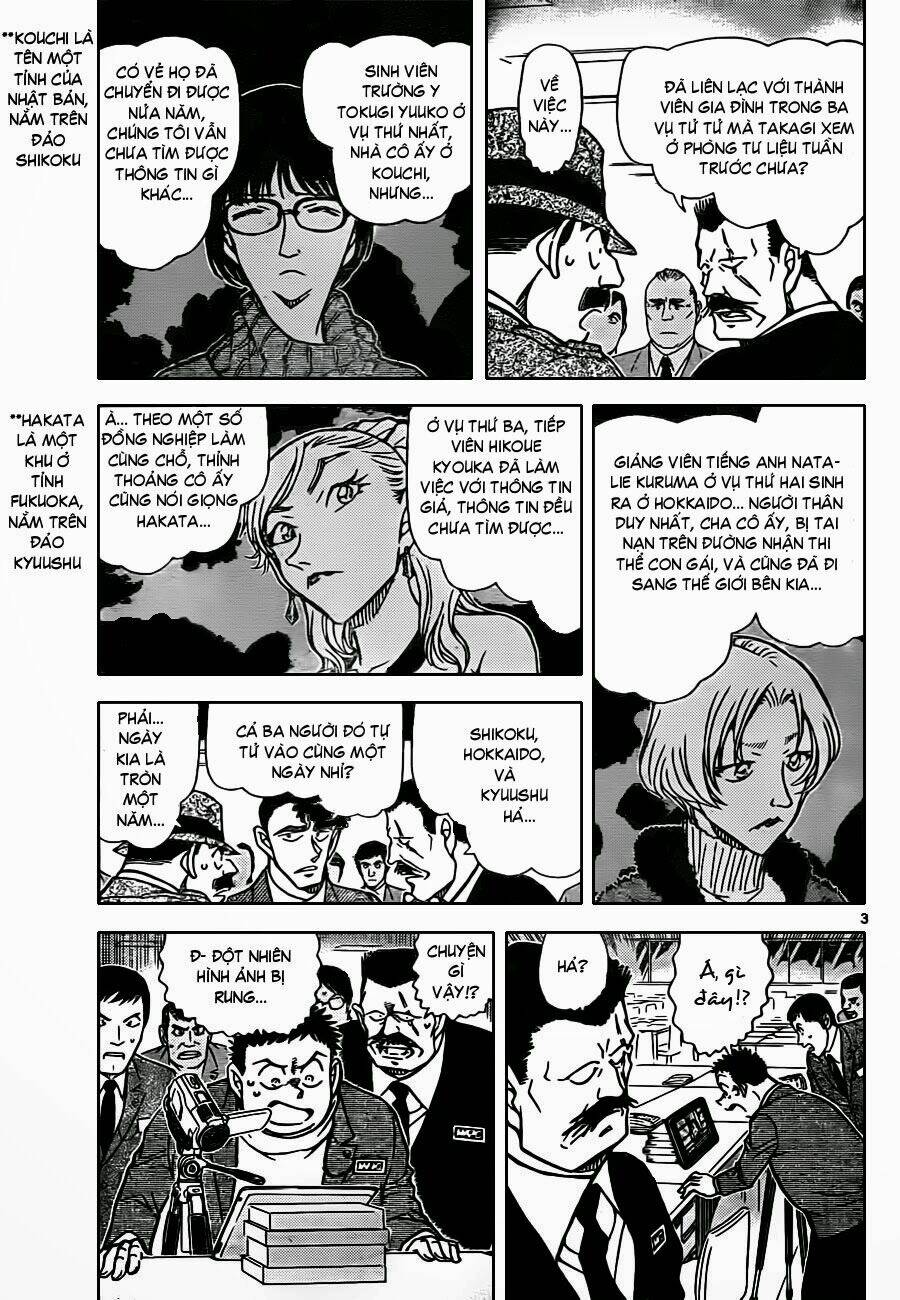 ĐÃ LIÊN LẠC VỚI THÀNH
VIÊN GIA ĐÌNH TRONG BA
VỤ TỬ TỬ MÀ TAKAGI XEM
Ở PHÒNG TƯ LIỆU TUẦN
TRƯỚC CHƯA?
VỀ
VIỆC
NÀY...
SINH VIÊN
TRƯỜNG Y
TOKUGI YUUKO Ở
VỤ THỨ NHẤT,
NHÀ CÔ ẤY Ở
KOUCHI,
NHƯNG...
CÓ VẺ HỌ ĐÃ
CHUYỂN ĐI ĐƯỢC
NỬA NĂM,
CHÚNG TÔI VẪN
CHƯA TÌM ĐƯỢC
THÔNG TIN GÌ
KHÁC...
**KOUCHI LÀ
TÊN MỘT
TỈNH CỦA
NHẬT BẢN,
NẰM TRÊN
ĐẢO
SHIKOKU
GIẢNG VIÊN TIẾNG ANH NATA-
LIE KURUMA Ở VỤ THỨ HAI SINH
RA Ở HOKKAIDO... NGƯỜI THÂN
DUY NHẤT, CHA CÔ ẤY, BỊ TAI
NẠN TRÊN ĐƯỜNG NHẬN THI
THỂ CON GÁI, VÀ CŨNG ĐÃ ĐI
SANG THẾ GIỚI BÊN KIA...
Ở VỤ THỨ BA, TIẾP
VIÊN HIKOUE
KYOUKA ĐÃ LÀM
VIỆC VỚI THÔNG TIN
GIẢ, THÔNG TIN ĐỀU
CHƯA TÌM ĐƯỢC...
À... THEO MỘT SỐ
ĐỒNG NGHIỆP LÀM
CÙNG CHỖ, THỈNH
THOẢNG CÔ ẤY
CŨNG NÓI GIỌNG
HAKATA...
**HAKATA
LÀ MỘT
KHU Ở
TỈNH
FUKUOKA,
NẰM TRÊN
ĐẢO
KYUUSHU
SHIKOKU,
HOKKAIDO,
VÀ
KYUUSHU
HẢ...
CẢ BA NGƯỜI ĐÓ TỰ
TỬ VÀO CÙNG MỘT
NGÀY NHỈ?
PHẢI...
NGÀY
KIA LÀ
TRÒN
MỘT
NĂM...
3
Á, gì
đây!?
HẢ?
CHUYỆN
GÌ
VẬY!?
Đ- ĐỘT NHIÊN
HÌNH ẢNH BỊ
RUNG...